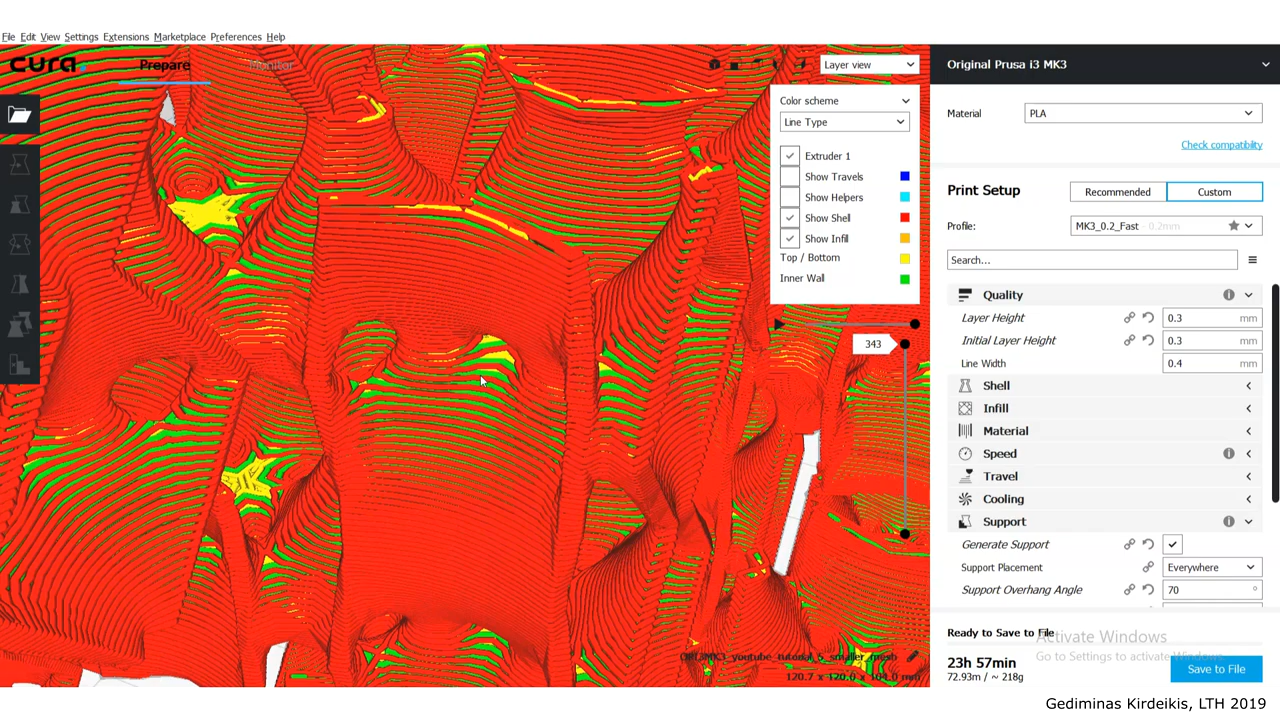 File Edit View Settings Extensions Marketplace Preferences Help
cura.
Prepare
Monitor
Layer view
Original Prusa i3 MK3
Color scheme
Line Type
Extruder 1
Show Travels
Show Helpers
Show Shell
Show Infill
Top / Bottom
Inner Wall
343
Material
PLA
Check compatibility
Print Setup
Recommended
Custom
Profile:
MK3_0.2_Fast - 0.2mm
Search...
Quality
Layer Height
0.3 mm
Initial Layer Height
0.3 mm
Line Width
0.4 mm
Shell
Infill
Material
Speed
Travel
Cooling
Support
Generate Support
Support Placement
Everywhere
Support Overhang Angle
70 °
Ready to Save to File
Activate Windows
Go to Settings to activate Windows.
23h 57min
72.93m / ~ 218g
Save to File
youtube_tutorial_5_smaller_mesh
120.7 x 120.0 x 104.0 mm
Gediminas Kirdeikis, LTH 2019